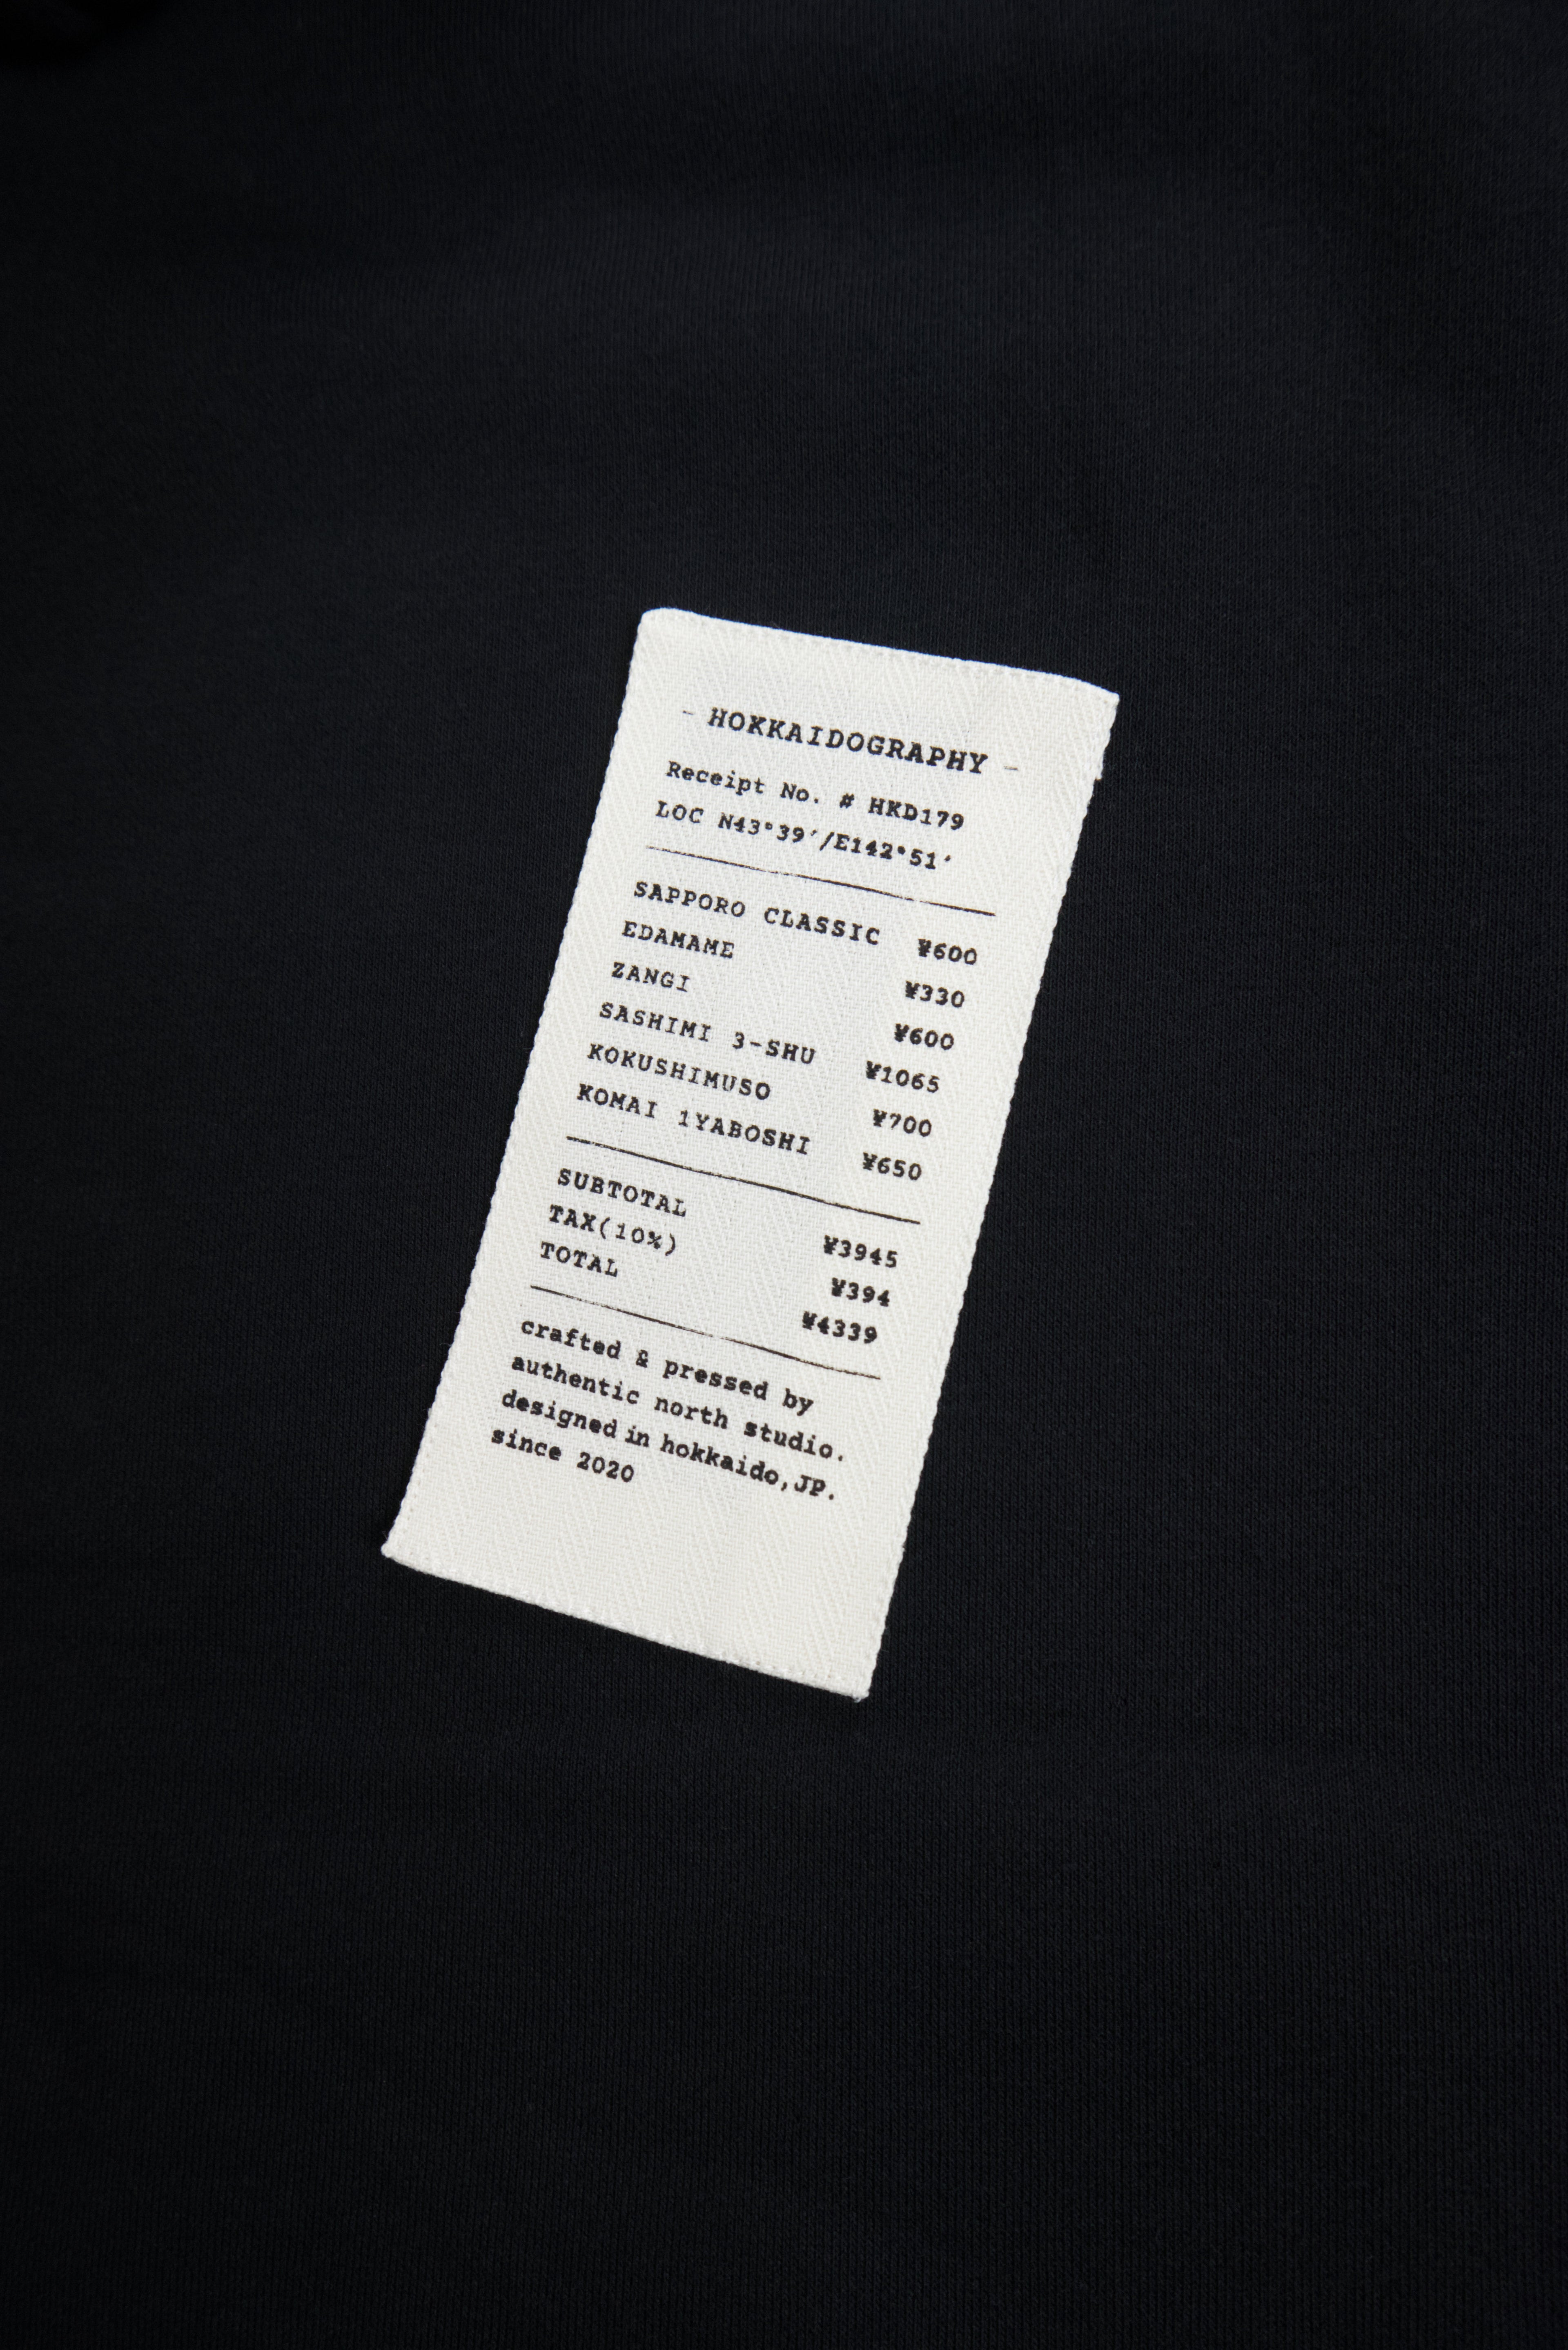 - HOKKAIDOGRAPHY -
Receipt No. # HKD179
LOC N43°39′/E142°51′
SAPPORO CLASSIC ¥600
EDAMAME ¥330
ZANGI ¥600
SASHIMI 3-SHU ¥1065
KOKUSHIMUSO ¥700
KOMAI 1YABOSHI ¥650
SUBTOTAL ¥3945
TAX(10%) ¥394
TOTAL ¥4339
crafted & pressed by
authentic north studio.
designed in hokkaido,JP.
since 2020